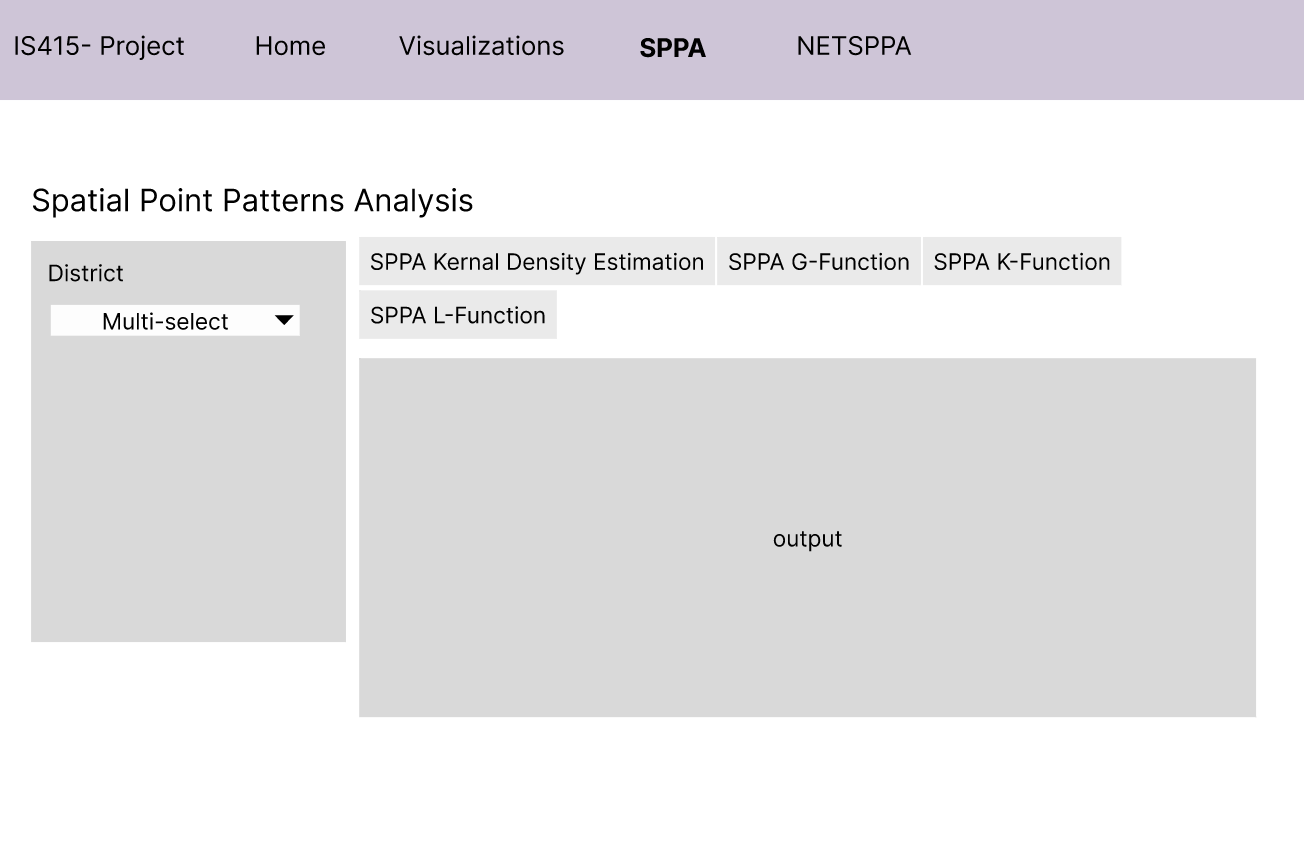 IS415- Project Home Visualizations SPPA NETSPPA
Spatial Point Patterns Analysis
District
Multi-select
SPPA Kernal Density Estimation SPPA G-Function SPPA K-Function
SPPA L-Function
output